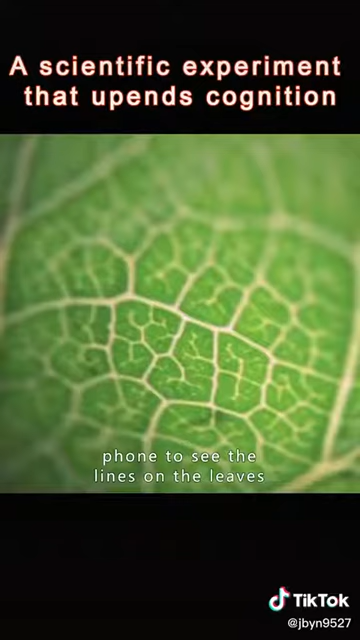 A scientific experiment
that upends cognition
phone to see the
lines on the leaves
TikTok
@jbyn9527